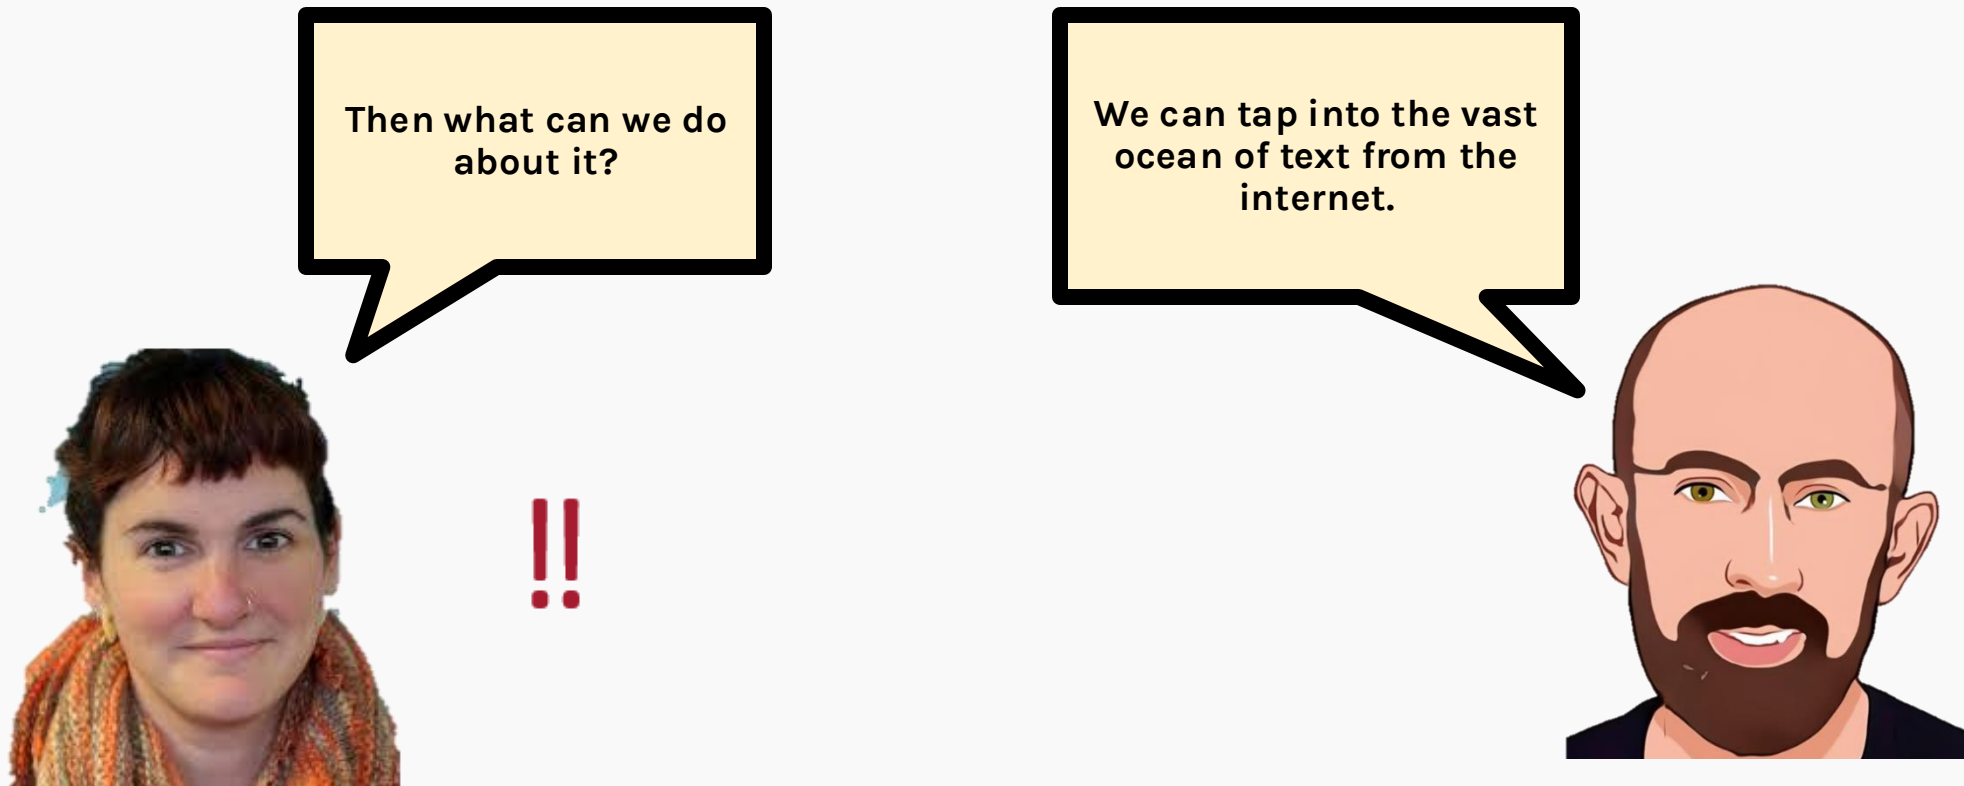 Then what can we do
about it?
We can tap into the vast
ocean of text from the
internet.
!!